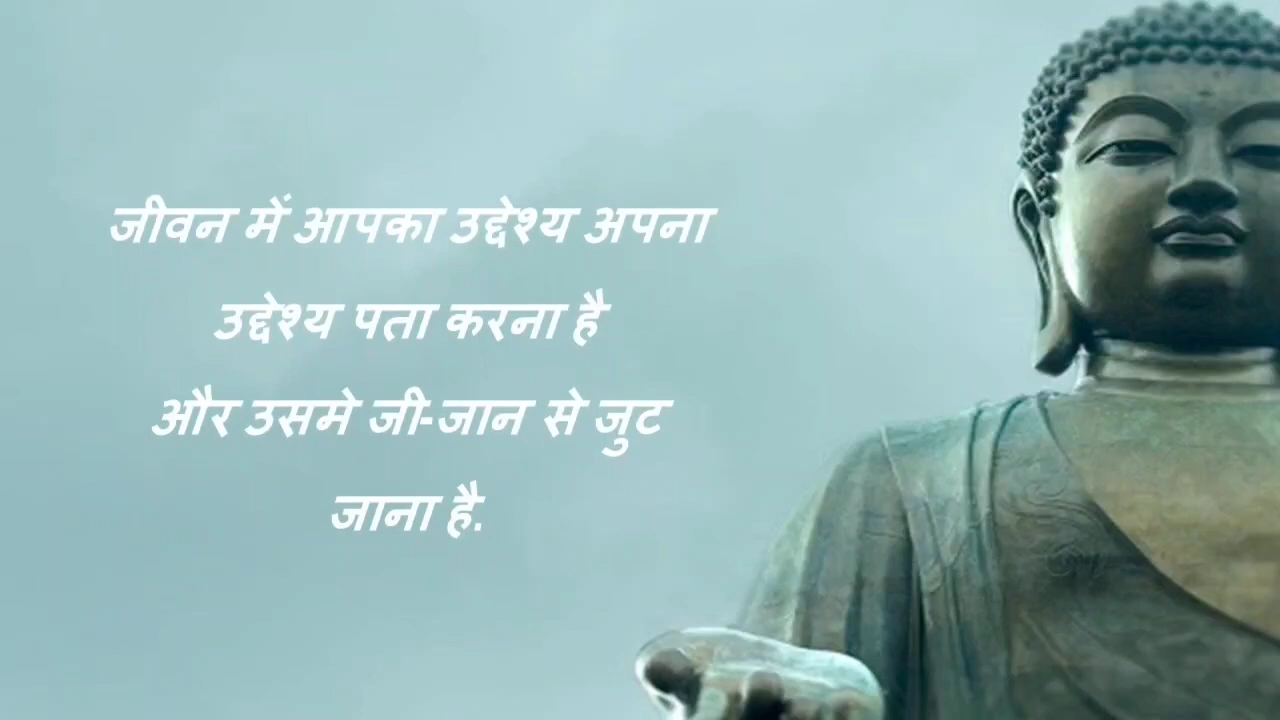 जीवन में आपका उद्देश्य अपना
उद्देश्य पता करना है
और उसमे जी-जान से जुट
जाना है.